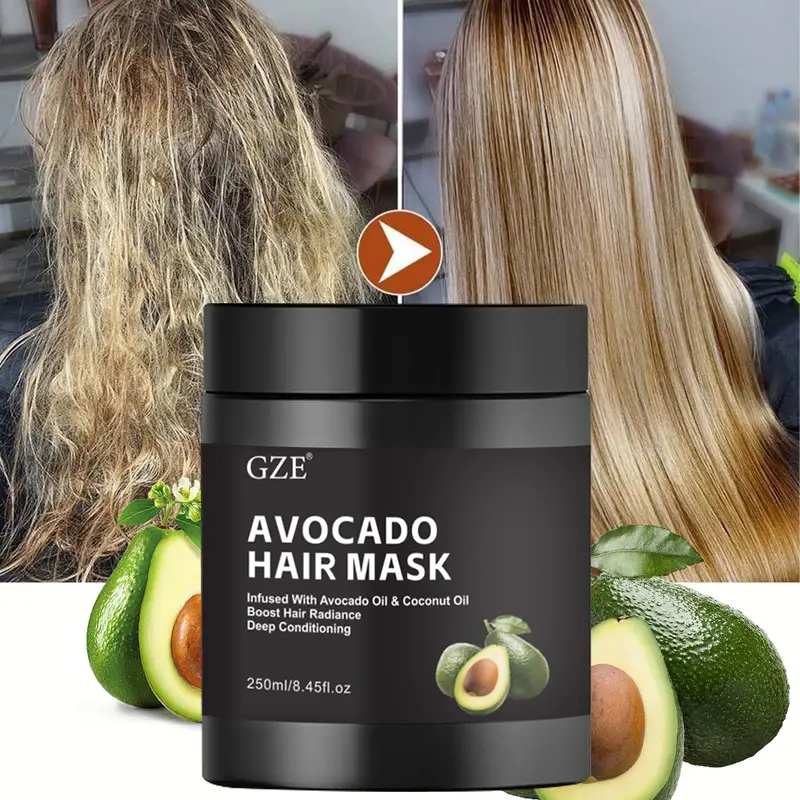 GZE®
AVOCADO
HAIR MASK
Infused With Avocado Oil & Coconut Oil
Boost Hair Radiance
Deep Conditioning
250ml/8.45fl.oz